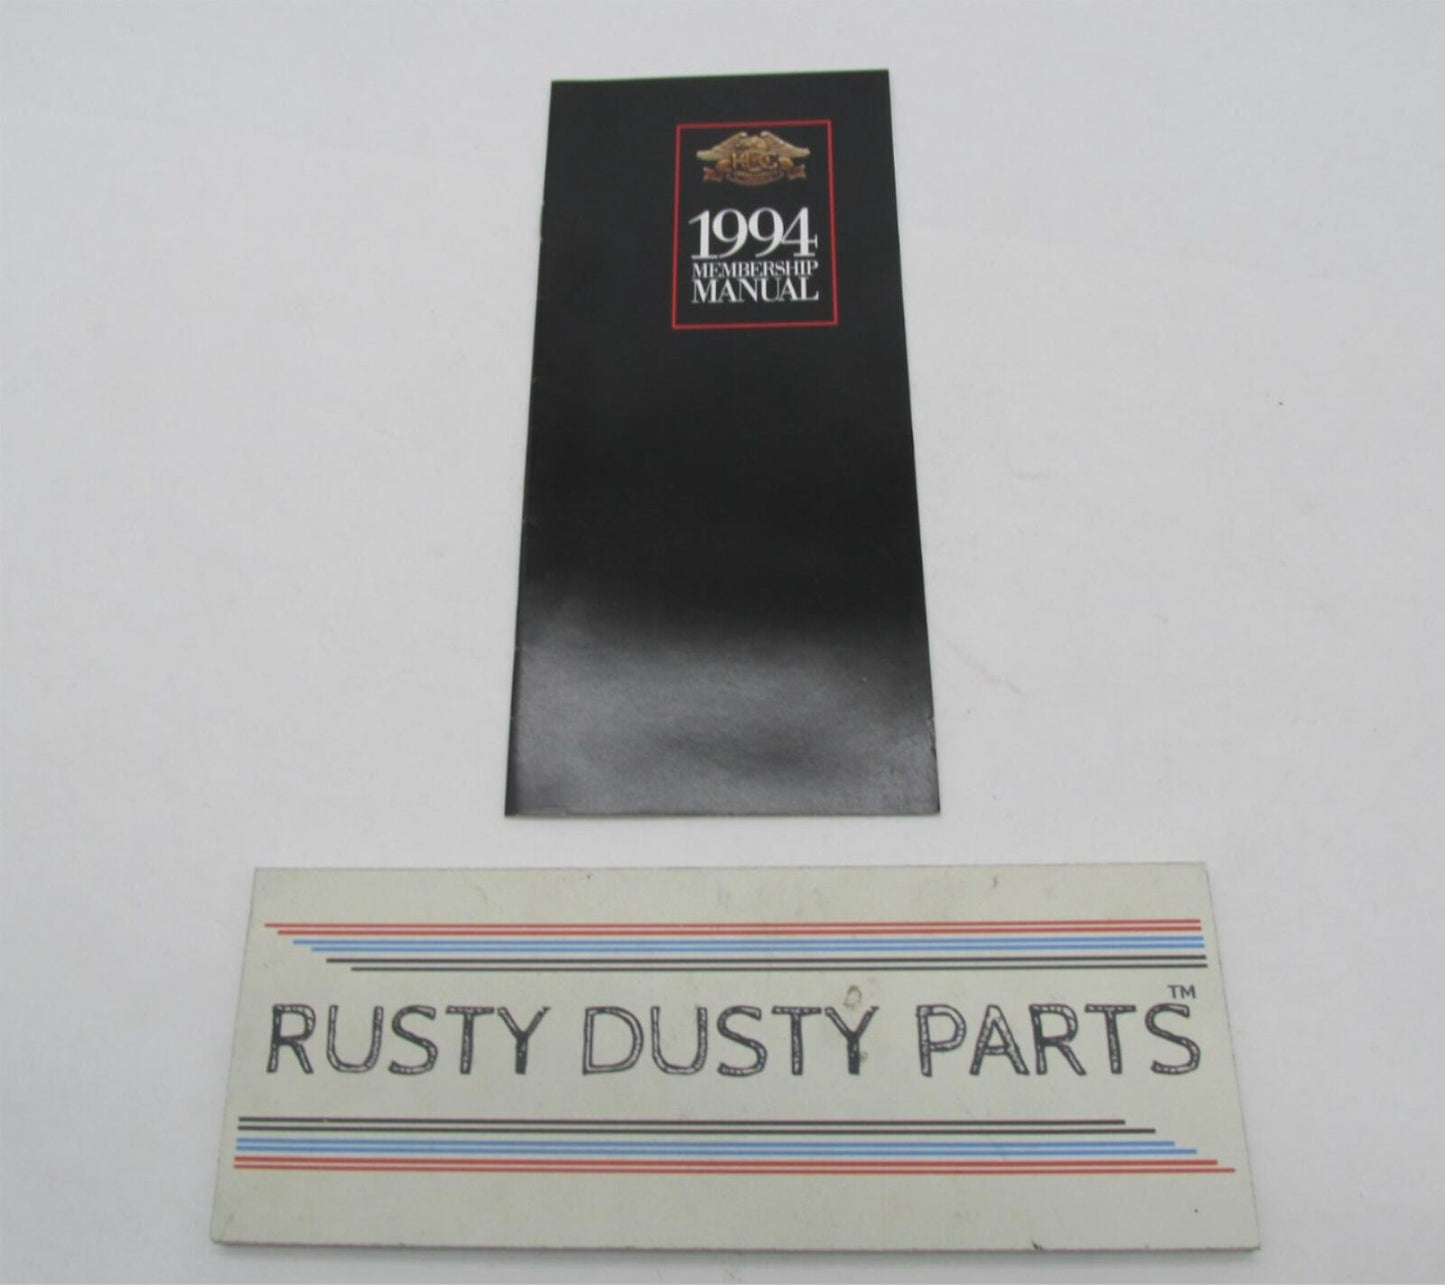 H.O.G.
1994
MEMBERSHIP
MANUAL
RUSTY DUSTY PARTS™